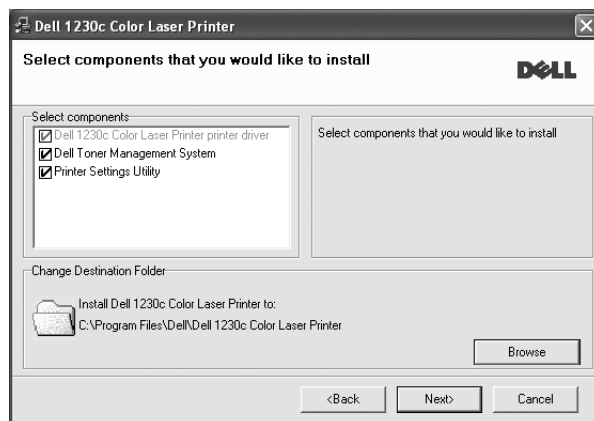 Dell 1230c Color Laser Printer
Select components that you would like to install
DELL
Select components
Dell 1230c Color Laser Printer printer driver
Dell Toner Management System
Printer Settings Utility
Select components that you would like to install
Change Destination Folder
Install Dell 1230c Color Laser Printer to:
C:\Program Files\Dell\Dell 1230c Color Laser Printer
Browse
<Back
Next>
Cancel